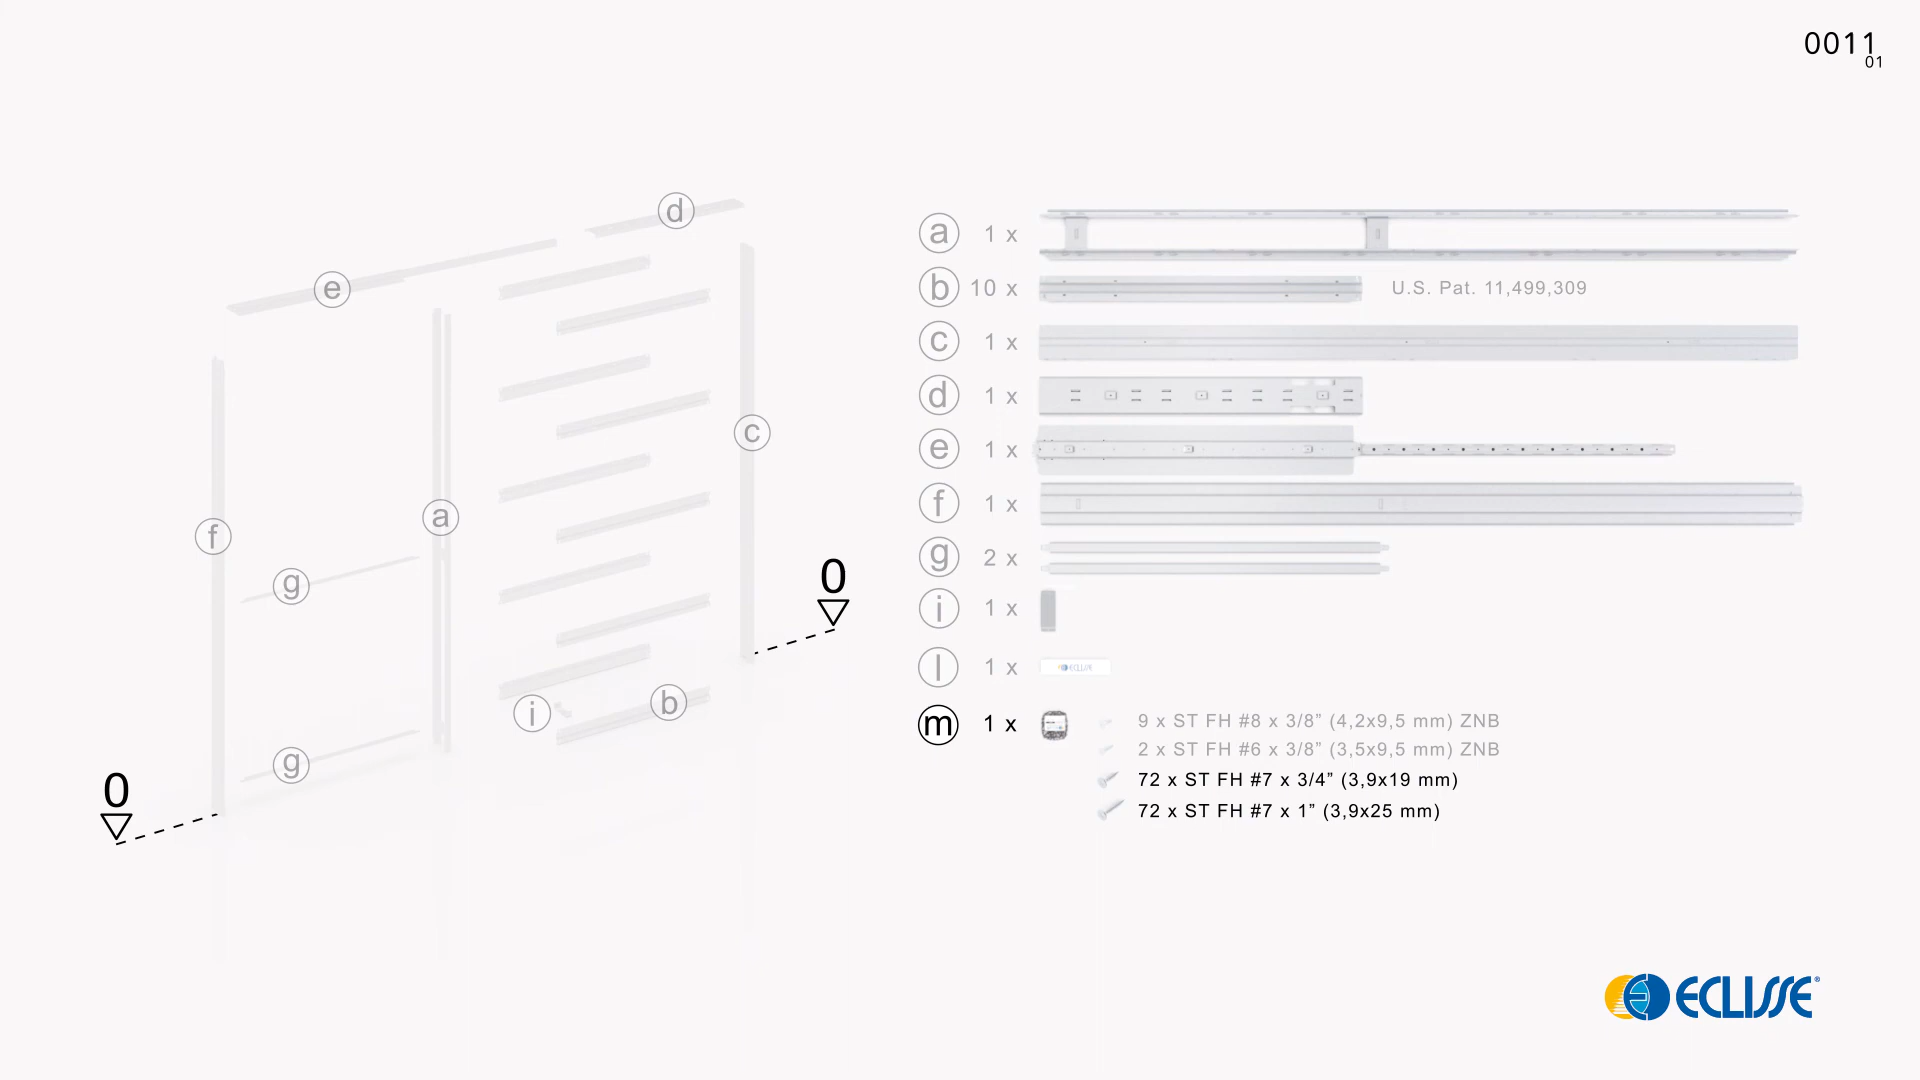 0011
01
d
e
c
a
f
g
0
i
b
g
0
a 1 x
b 10 x U.S. Pat. 11,499,309
c 1 x
d 1 x
e 1 x
f 1 x
g 2 x
i 1 x
l 1 x ECLISSE
m 1 x
9 x ST FH #8 x 3/8” (4,2x9,5 mm) ZNB
2 x ST FH #6 x 3/8” (3,5x9,5 mm) ZNB
72 x ST FH #7 x 3/4” (3,9x19 mm)
72 x ST FH #7 x 1” (3,9x25 mm)
ECLISSE®